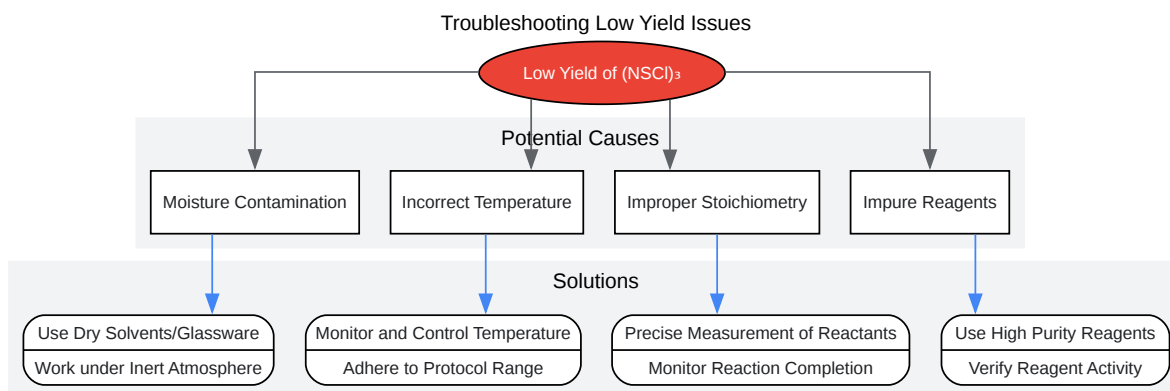 Troubleshooting Low Yield Issues
Low Yield of (NSCl)₃
Potential Causes
Moisture Contamination
Incorrect Temperature
Improper Stoichiometry
Impure Reagents
Solutions
Use Dry Solvents/Glassware
Work under Inert Atmosphere
Monitor and Control Temperature
Adhere to Protocol Range
Precise Measurement of Reactants
Monitor Reaction Completion
Use High Purity Reagents
Verify Reagent Activity